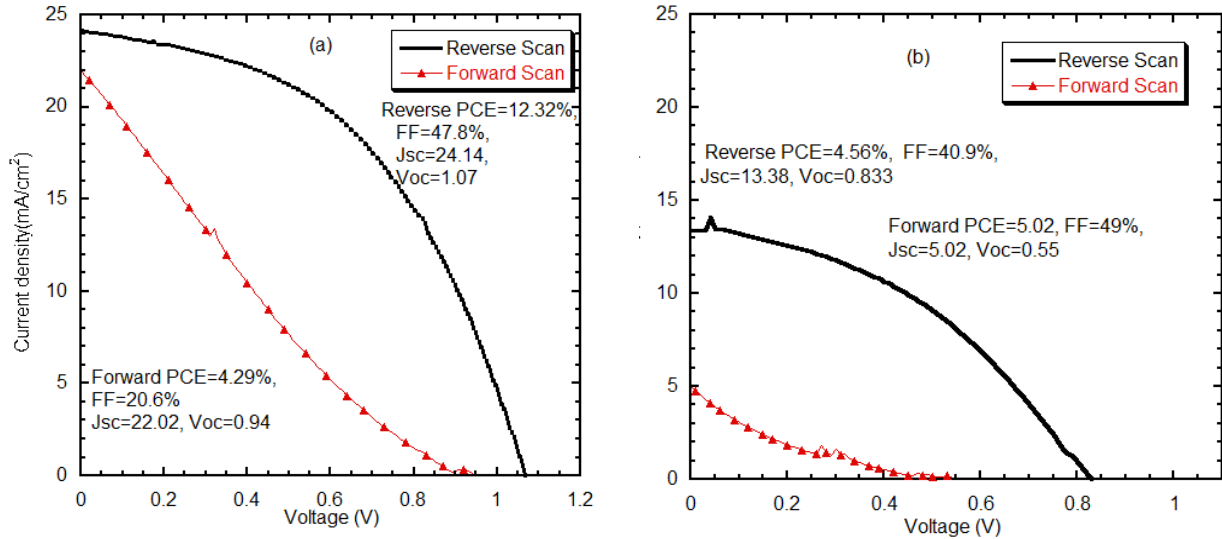 (a)
Reverse Scan
Forward Scan
Reverse PCE=12.32%,
FF=47.8%,
Jsc=24.14,
Voc=1.07
Forward PCE=4.29%,
FF=20.6%
Jsc=22.02, Voc=0.94
25
20
15
10
5
0
Current density(mA/cm²)
0 0.2 0.4 0.6 0.8 1 1.2
Voltage (V)
(b)
Reverse Scan
Forward Scan
Reverse PCE=4.56%, FF=40.9%,
Jsc=13.38, Voc=0.833
Forward PCE=5.02, FF=49%,
Jsc=5.02, Voc=0.55
25
20
15
10
5
0
0 0.2 0.4 0.6 0.8 1
Voltage (V)